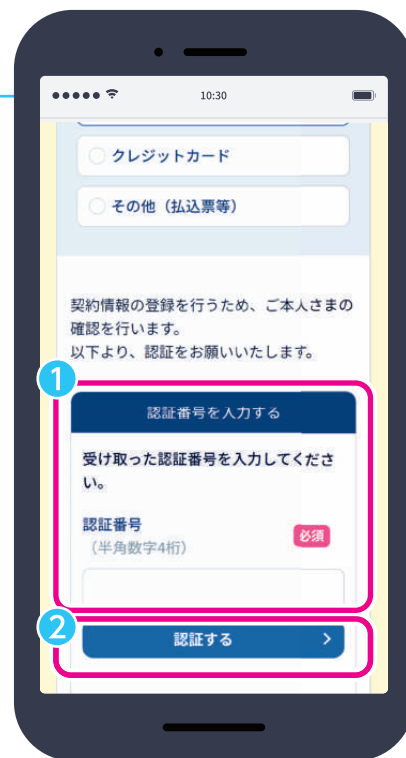 10:30
クレジットカード
その他（払込票等）
契約情報の登録を行うため、ご本人さまの
確認を行います。
以下より、認証をお願いいたします。
1
認証番号を入力する
受け取った認証番号を入力してくださ
い。
認証番号
必須
（半角数字4桁）
2
認証する